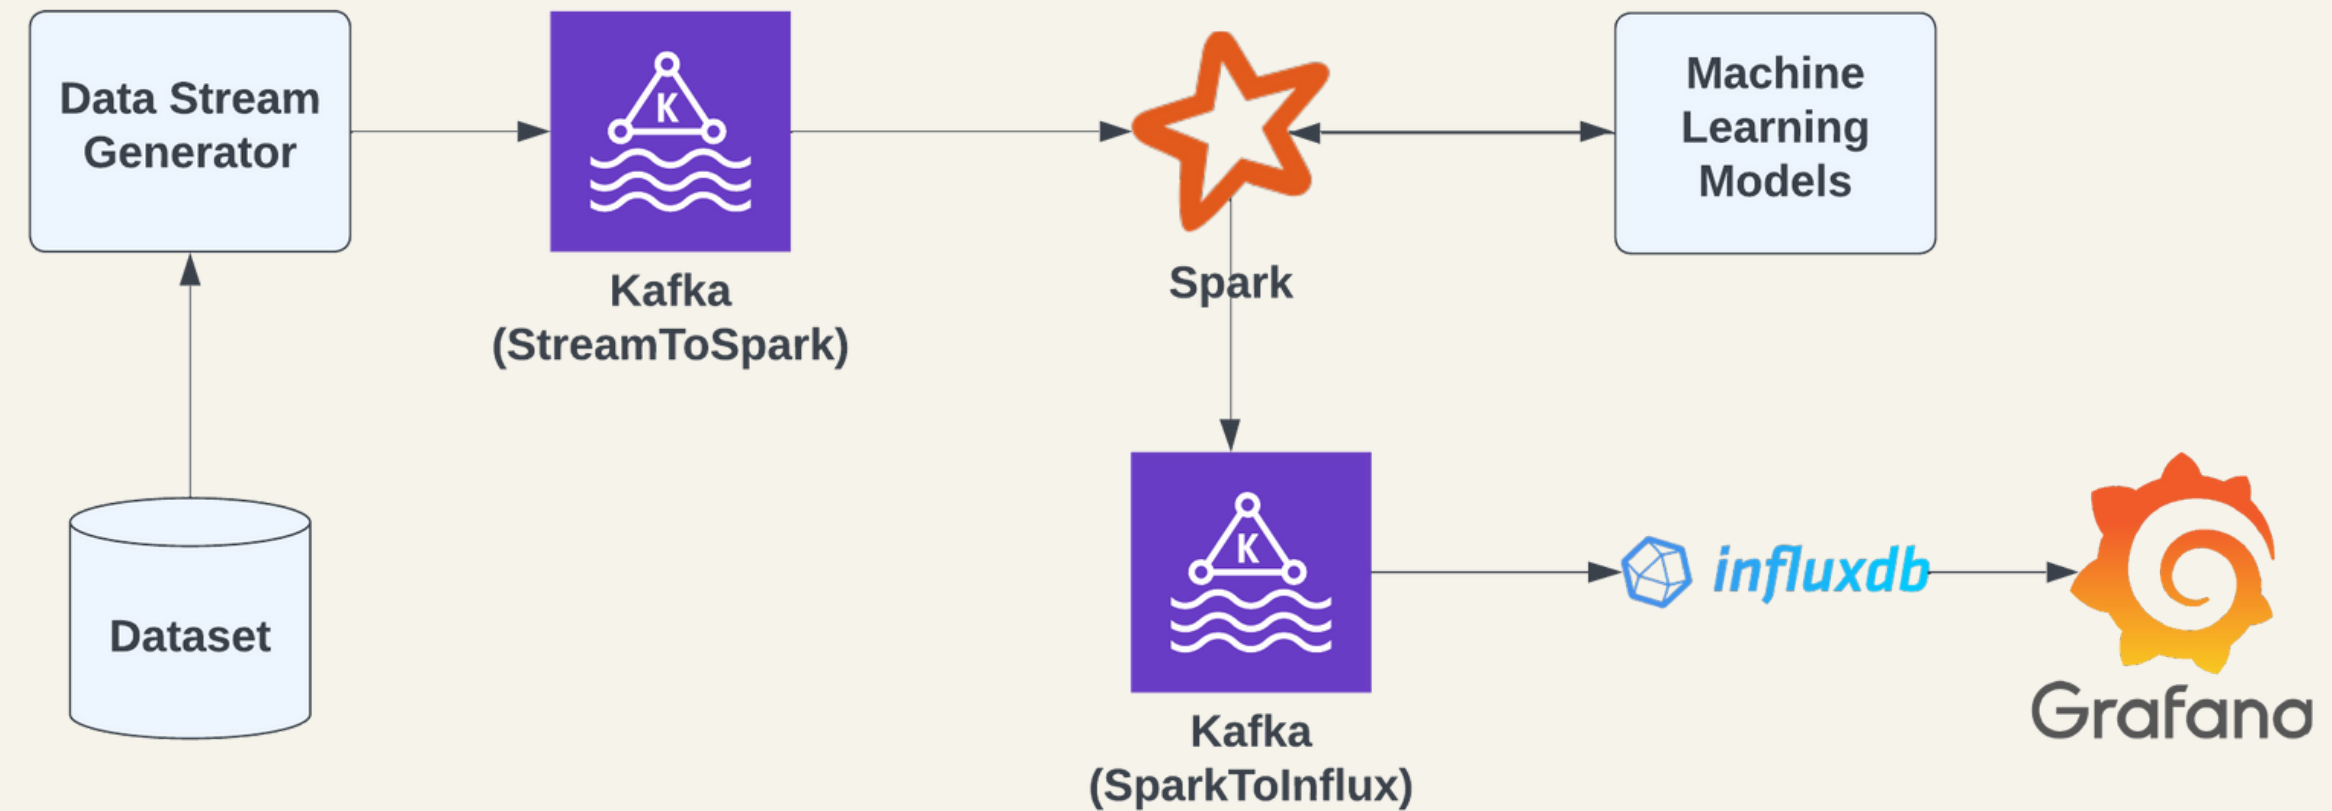 Data Stream
Generator
K
Kafka
(StreamToSpark)
Spark
Machine
Learning
Models
Dataset
K
Kafka
(SparkToInflux)
influxdb
Grafana